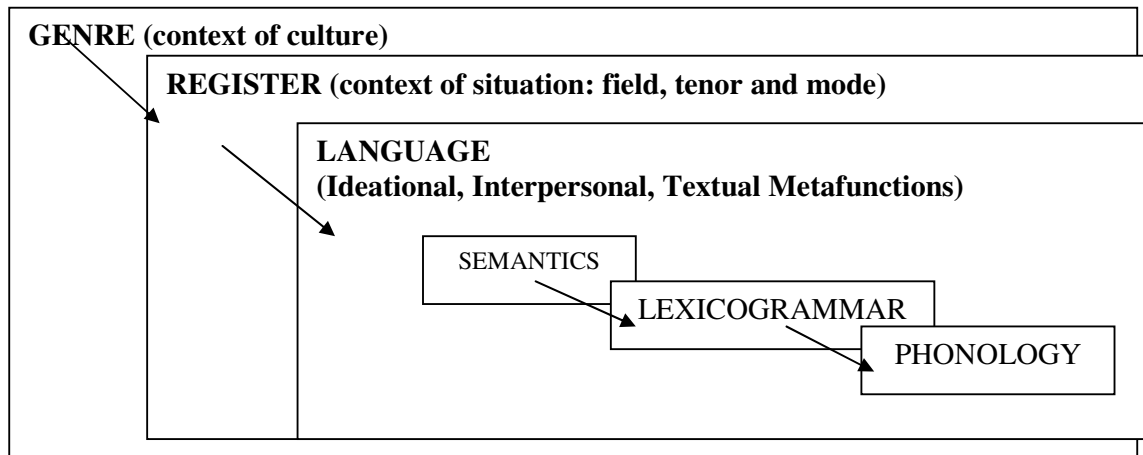 GENRE (context of culture)
REGISTER (context of situation: field, tenor and mode)
LANGUAGE
(Ideational, Interpersonal, Textual Metafunctions)
SEMANTICS
LEXICOGRAMMAR
PHONOLOGY